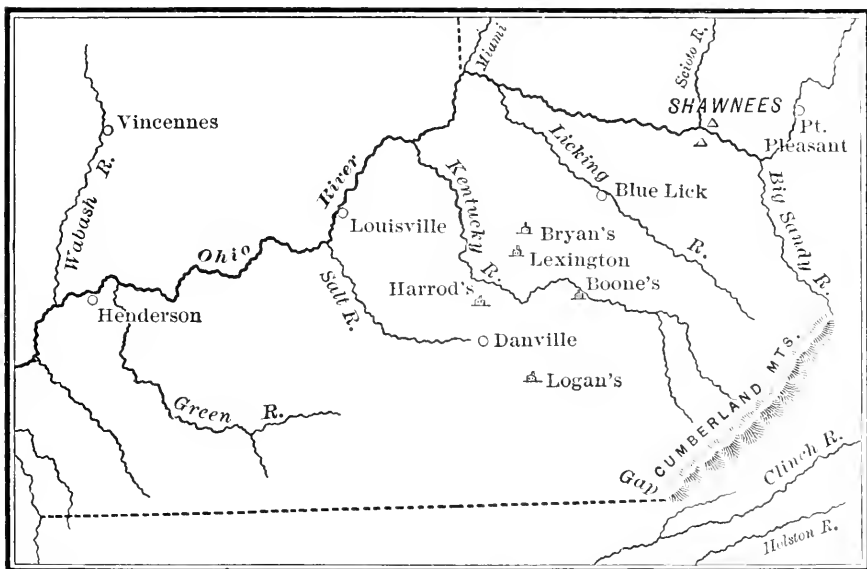 Miami
Scioto R.
SHAWNEES
Pt.
Pleasant
Vincennes
Wabash R.
Ohio River
Louisville
Kentucky R.
Licking R.
Blue Lick
Big Sandy R.
Bryan's
Lexington
Harrod's
Boone's
Henderson
Salt R.
Danville
Logan's
Green R.
CUMBERLAND MTS.
Gap
Clinch R.
Holston R.